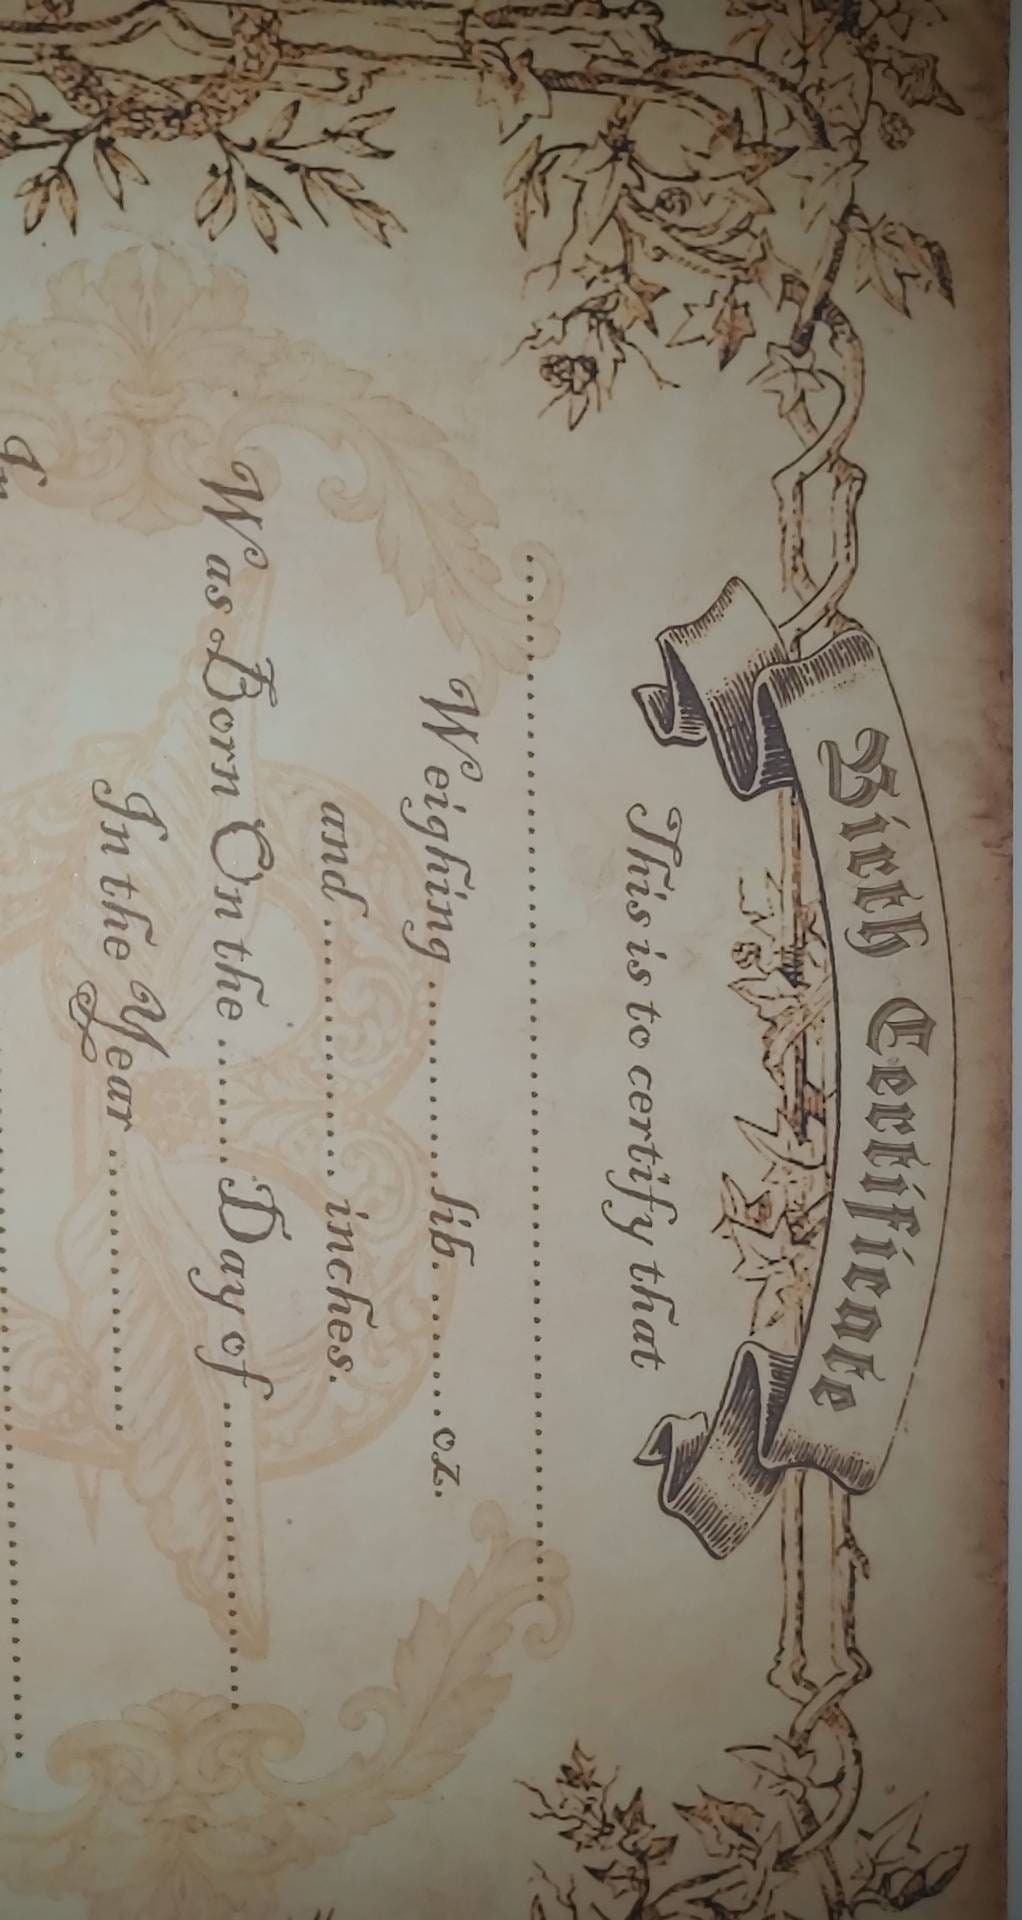 Birth Certificate
This is to certify that
....................................................................
Weighing ............ lib. ......... oz.
and ................ inches.
Was Born On the ......... Day of ....................
In the Year ..................
In